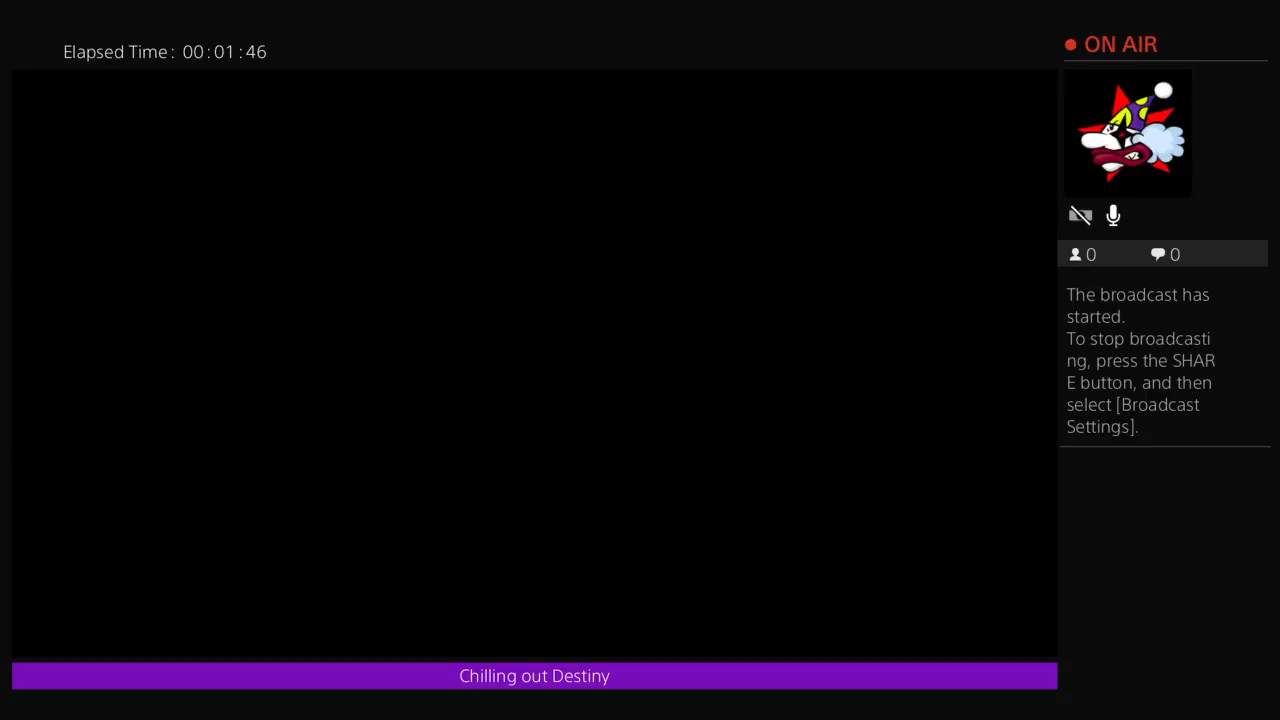 Elapsed Time: 00:01:46
ON AIR
0 0
The broadcast has
started.
To stop broadcasti
ng, press the SHAR
E button, and then
select [Broadcast
Settings].
Chilling out Destiny